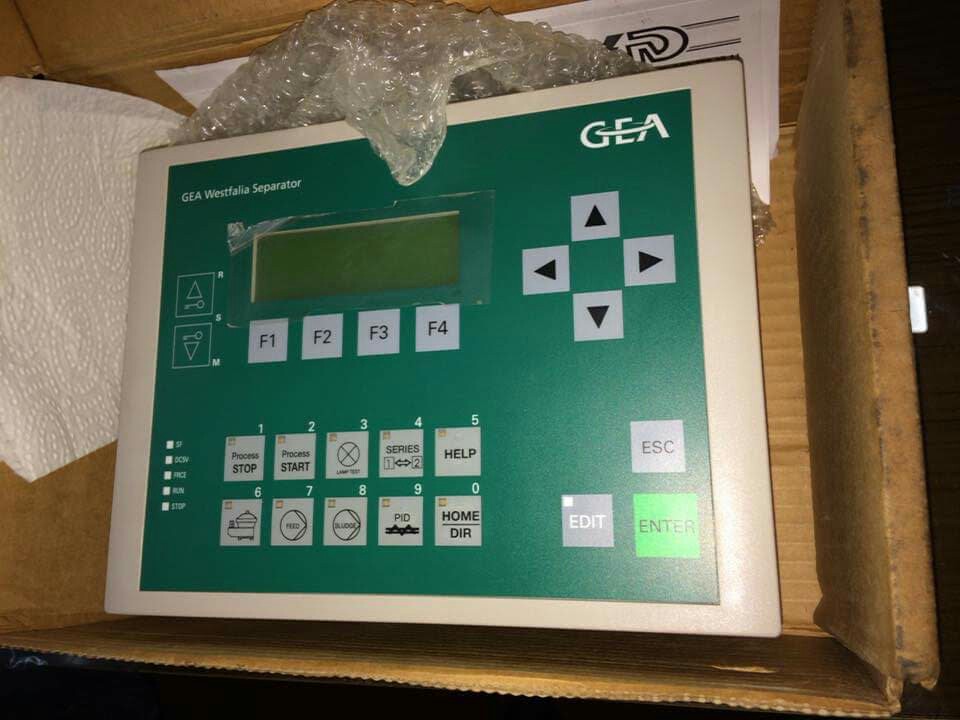 GEA
GEA Westfalia Separator
R
S
M
F1 F2 F3 F4
1 2 3 4 5
Process STOP
Process START
LAMP TEST
SERIES
1 2
HELP
6 7 8 9 0
FEED
SLUDGE
PID
HOME
DIR
SF
DC5V
FRCE
RUN
STOP
ESC
EDIT
ENTER